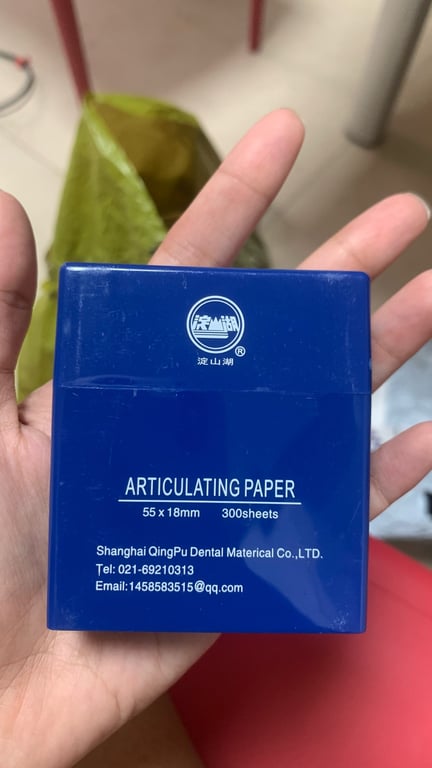 淀山湖
®
淀山湖
ARTICULATING PAPER
55 x 18mm 300sheets
Shanghai QingPu Dental Materical Co.,LTD.
Tel: 021-69210313
Email:1458583515@qq.com